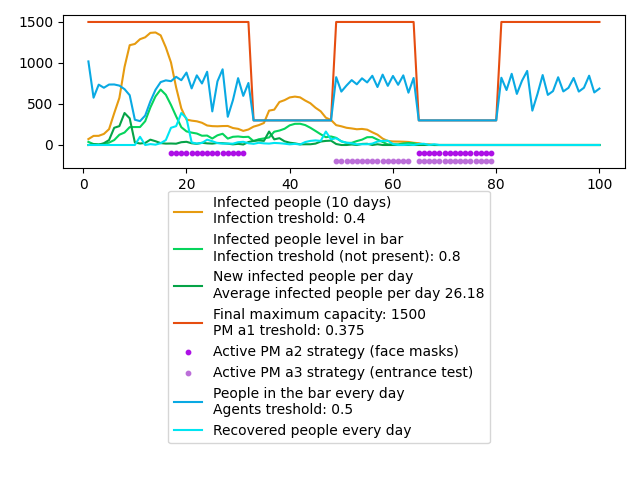 1500
1000
500
0
0 20 40 60 80 100
Infected people (10 days)
Infection treshold: 0.4
Infected people level in bar
Infection treshold (not present): 0.8
New infected people per day
Average infected people per day 26.18
Final maximum capacity: 1500
PM a1 treshold: 0.375
Active PM a2 strategy (face masks)
Active PM a3 strategy (entrance test)
People in the bar every day
Agents treshold: 0.5
Recovered people every day